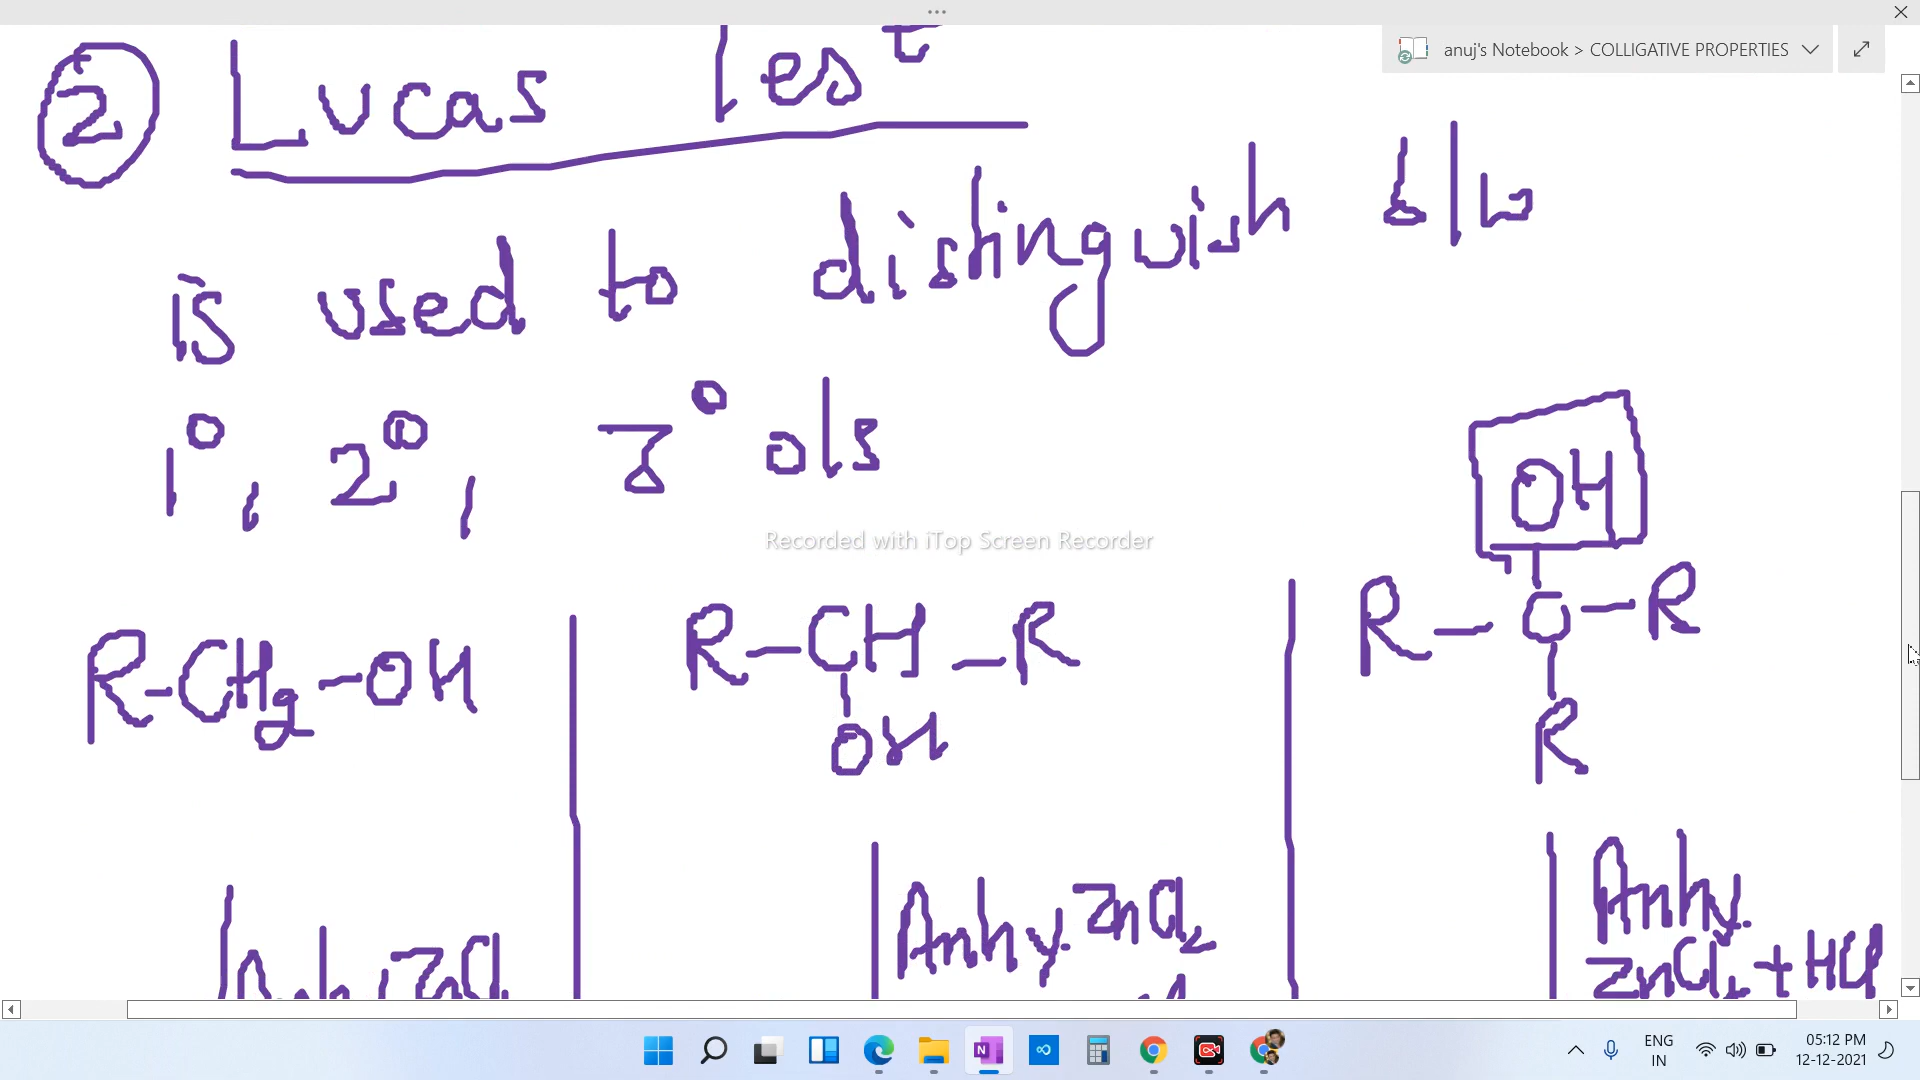 anuj's Notebook > COLLIGATIVE PROPERTIES
② Lucas Test
is used to distinguish b/w
1°, 2°, 3° ols
Recorded with iTop Screen Recorder
OH
R-CH2-OH
R-CH-R
OH
R-C-R
R
Anhy. ZnCl2
Anhy.
ZnCl2 + HCl
ENG
IN
05:12 PM
12-12-2021